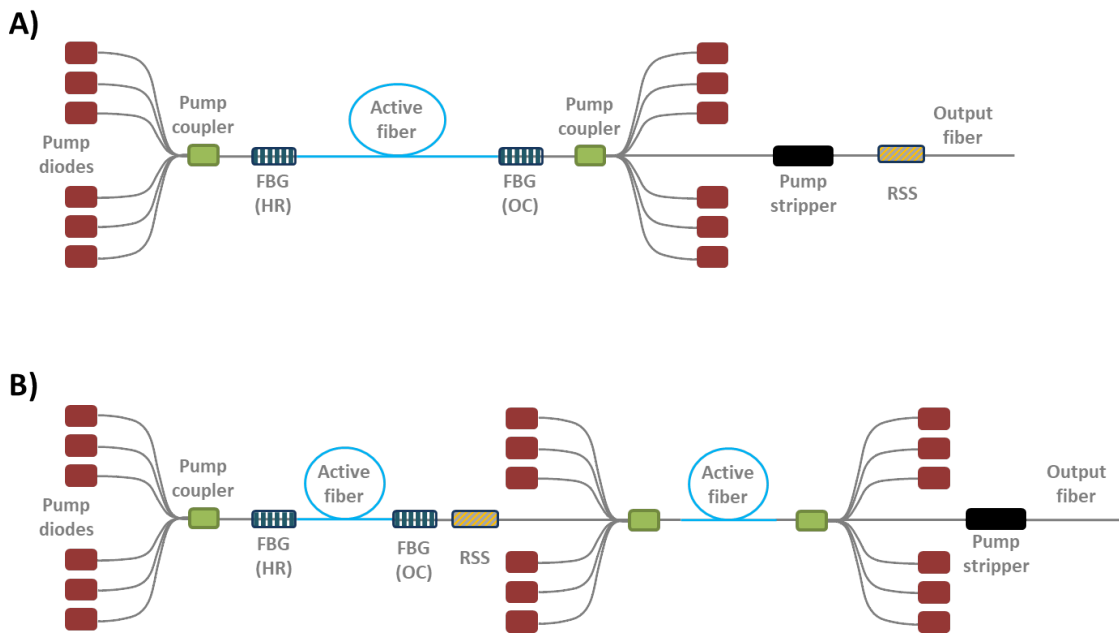 A)
Pump
diodes
Pump
coupler
FBG
(HR)
Active
fiber
FBG
(OC)
Pump
coupler
Pump
stripper
RSS
Output
fiber
B)
Pump
diodes
Pump
coupler
FBG
(HR)
Active
fiber
FBG
(OC)
RSS
Active
fiber
Pump
stripper
Output
fiber